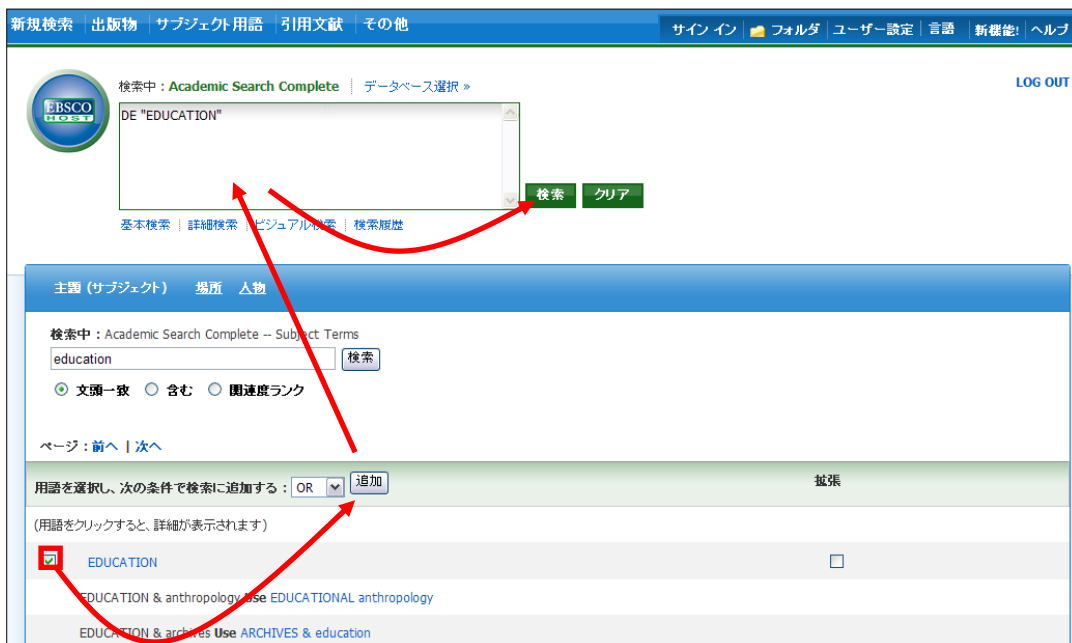 新規検索 出版物 サブジェクト用語 引用文献 その他 サイン イン フォルダ ユーザー設定 言語 新機能! ヘルプ
LOG OUT
EBSCO
HOST
検索中 : Academic Search Complete データベース選択 »
DE "EDUCATION"
検索 クリア
基本検索 詳細検索 ビジュアル検索 検索履歴
主題 (サブジェクト) 場所 人物
検索中 : Academic Search Complete -- Subject Terms
education 検索
文頭一致 含む 関連度ランク
ページ : 前へ | 次へ
用語を選択し、次の条件で検索に追加する : OR 追加 拡張
(用語をクリックすると、詳細が表示されます)
EDUCATION
EDUCATION & anthropology Use EDUCATIONAL anthropology
EDUCATION & archives Use ARCHIVES & education